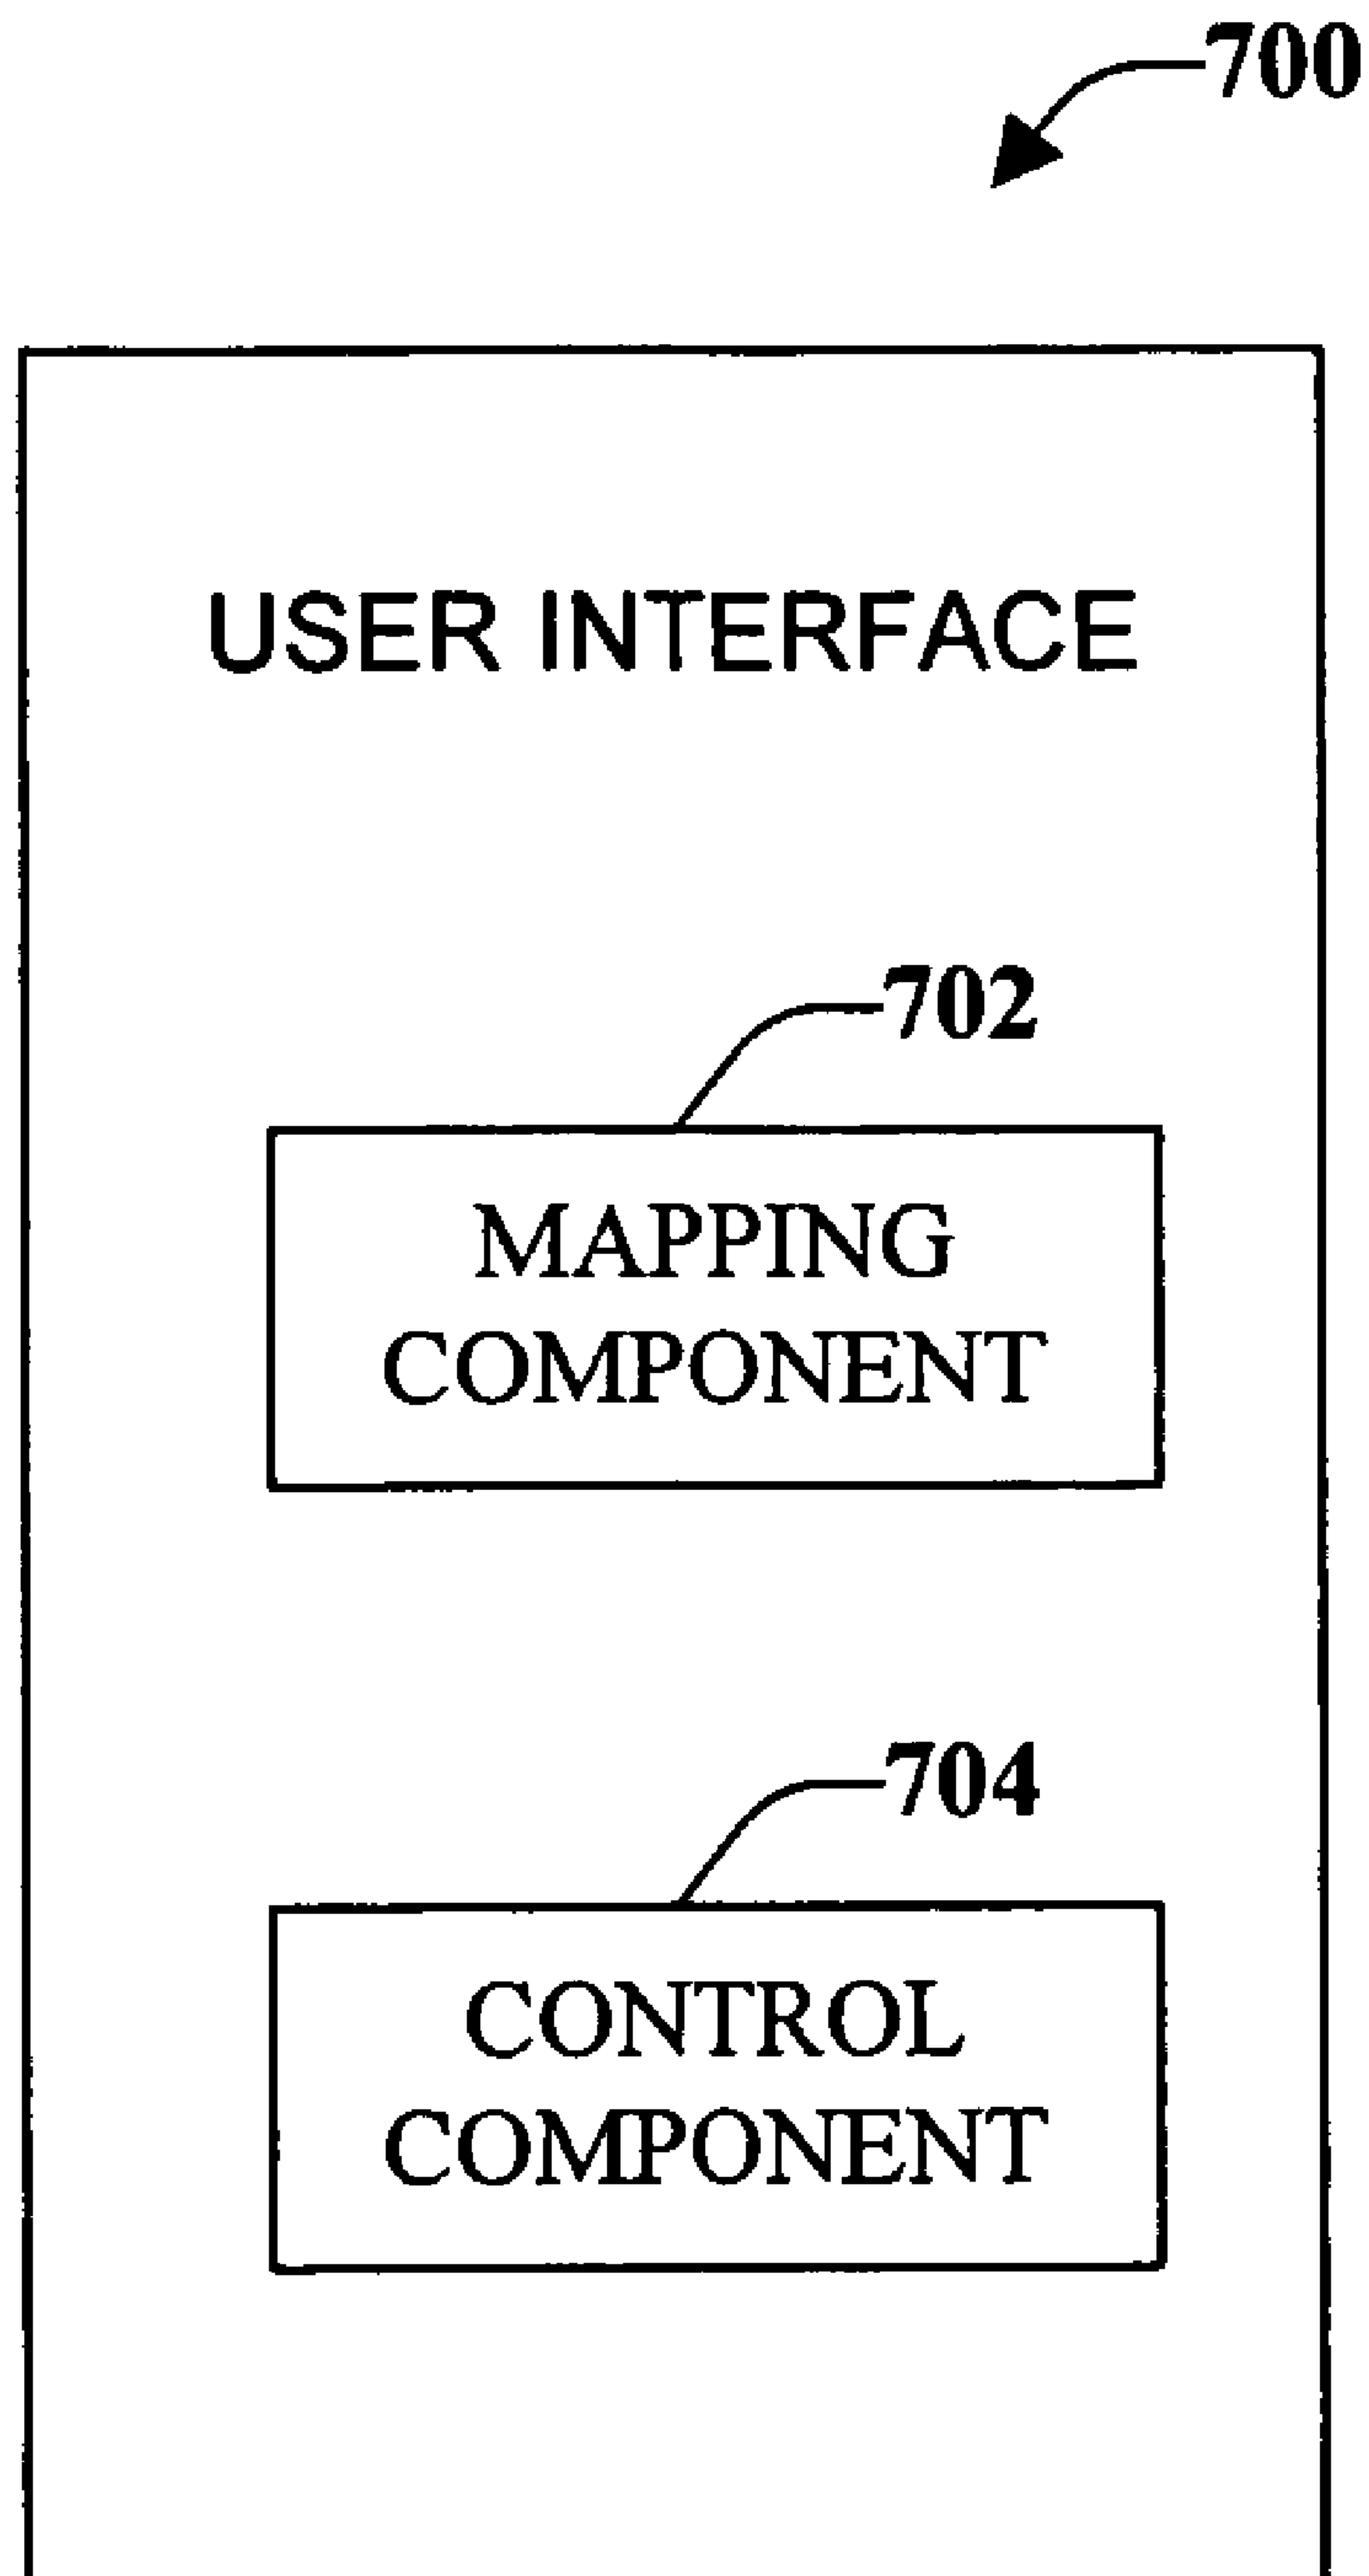 700
USER INTERFACE
702
MAPPING
COMPONENT
704
CONTROL
COMPONENT